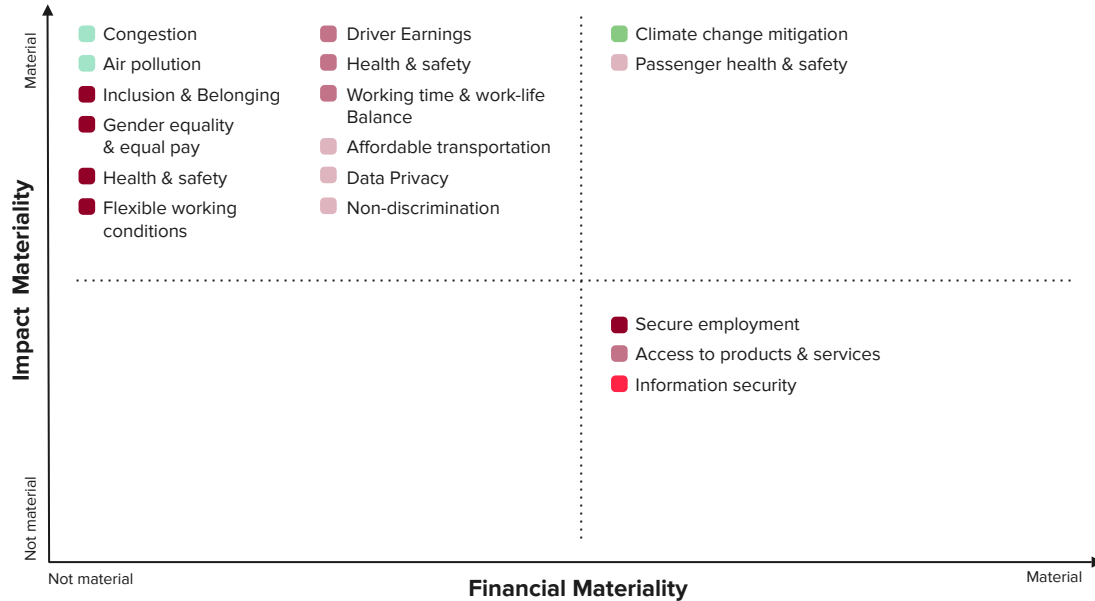 Material
Impact Materiality
Not material
Congestion
Air pollution
Inclusion & Belonging
Gender equality
& equal pay
Health & safety
Flexible working
conditions
Driver Earnings
Health & safety
Working time & work-life
Balance
Affordable transportation
Data Privacy
Non-discrimination
Climate change mitigation
Passenger health & safety
Secure employment
Access to products & services
Information security
Not material
Financial Materiality
Material